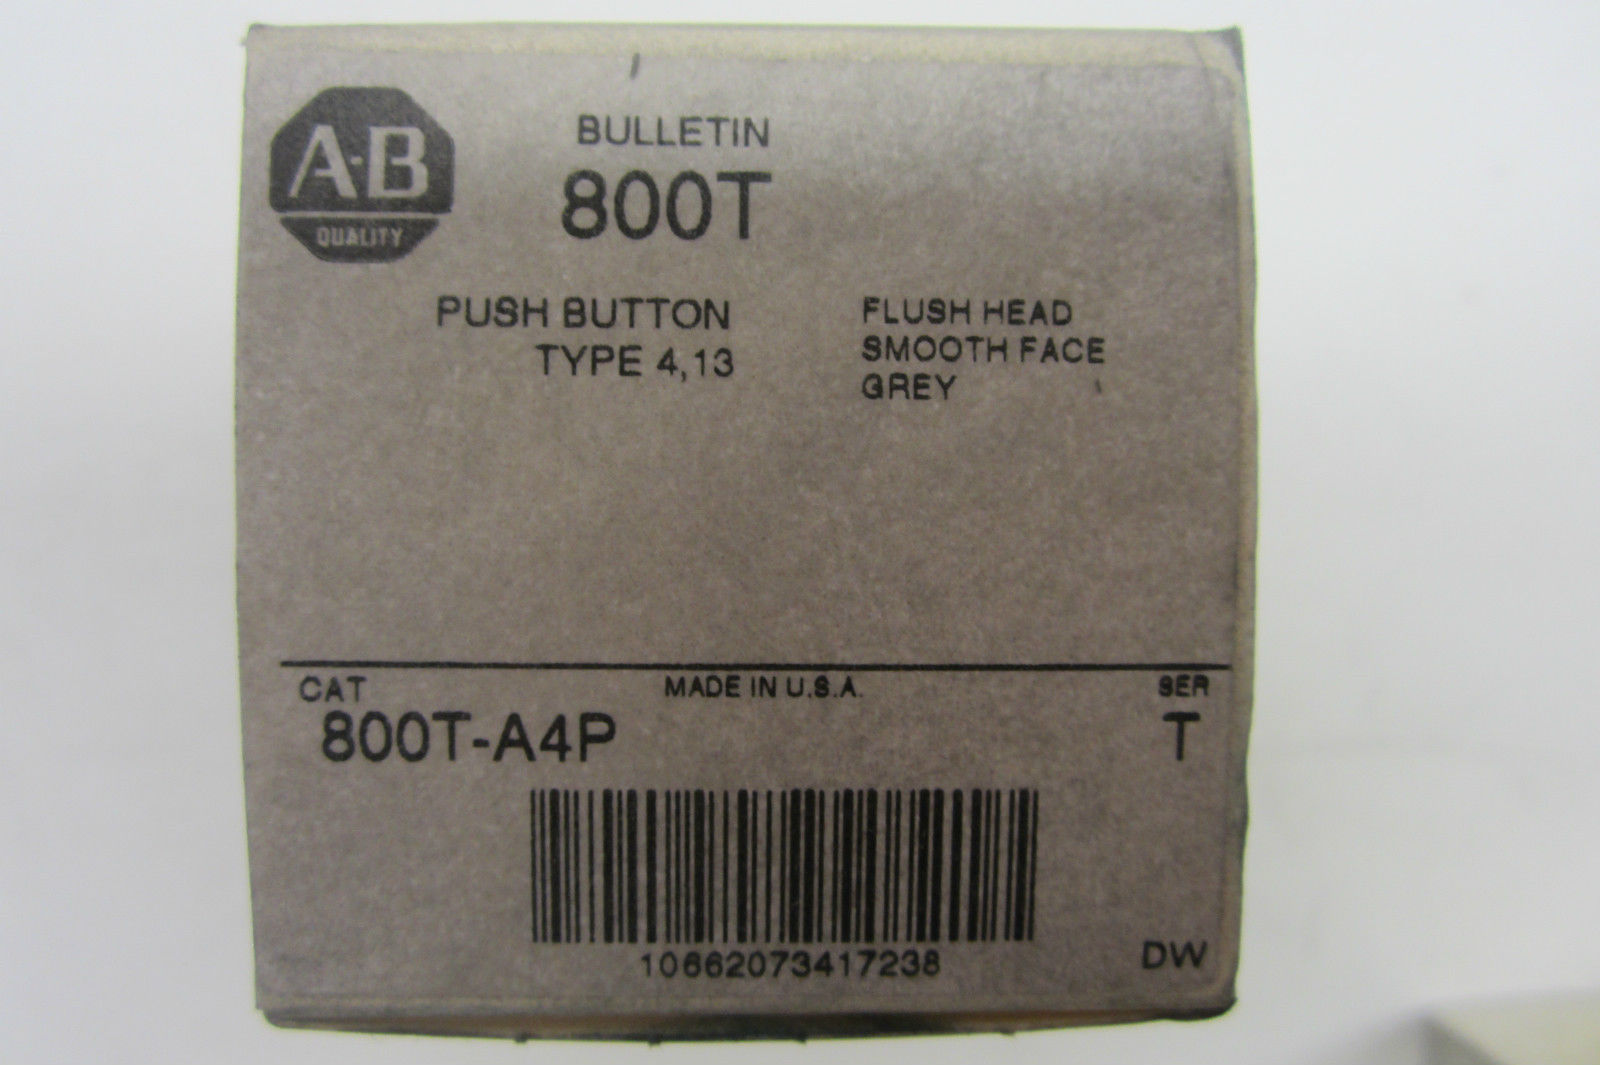 A-B
QUALITY
BULLETIN
800T
PUSH BUTTON
TYPE 4,13
FLUSH HEAD
SMOOTH FACE
GREY
CAT
MADE IN U.S.A.
SER
800T-A4P
T
10662073417238
DW